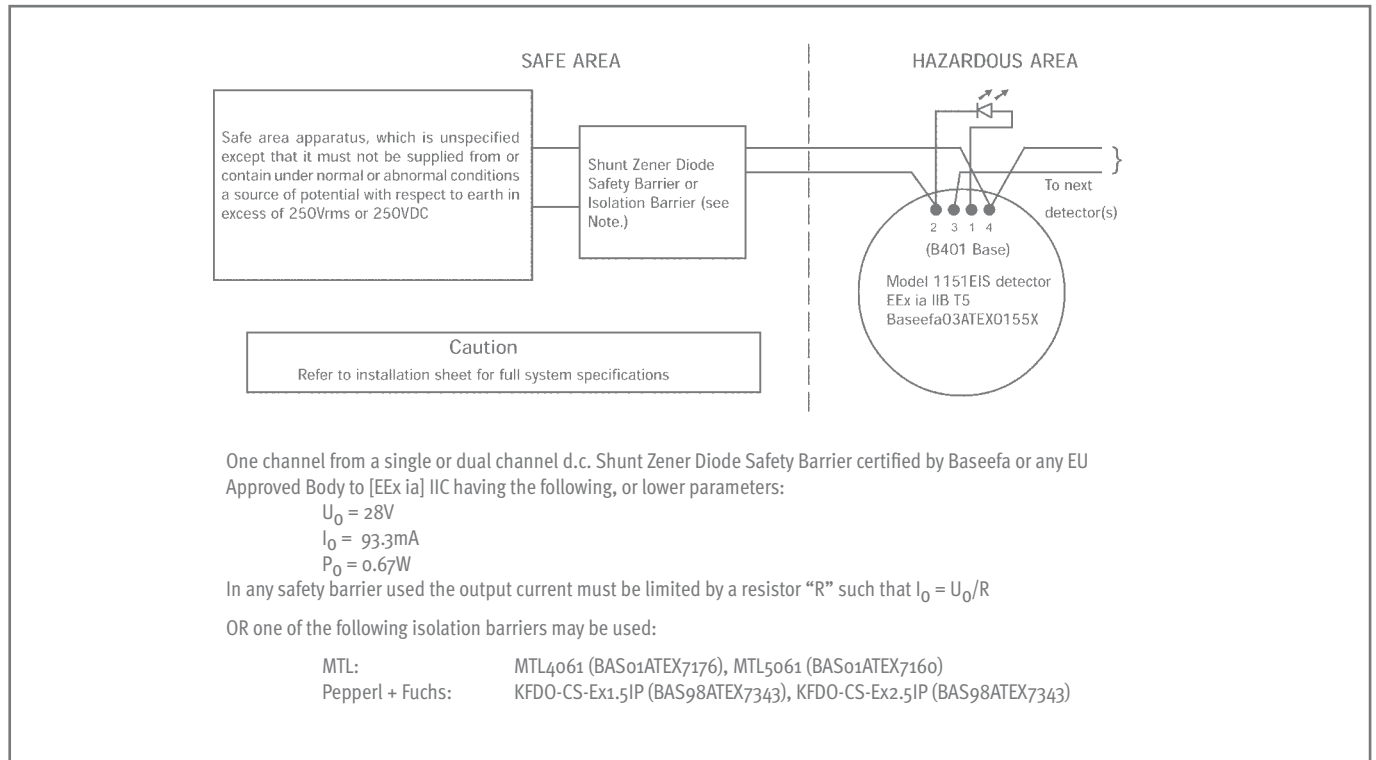 SAFE AREA
HAZARDOUS AREA
Safe area apparatus, which is unspecified
except that it must not be supplied from or
contain under normal or abnormal conditions
a source of potential with respect to earth in
excess of 250Vrms or 250VDC
Shunt Zener Diode
Safety Barrier or
Isolation Barrier (see
Note.)
To next
detector(s)
2 3 1 4
(B401 Base)
Model 1151EIS detector
EEx ia IIB T5
Baseefa03ATEX0155X
Caution
Refer to installation sheet for full system specifications
One channel from a single or dual channel d.c. Shunt Zener Diode Safety Barrier certified by Baseefa or any EU
Approved Body to [EEx ia] IIC having the following, or lower parameters:
U0 = 28V
I0 = 93.3mA
P0 = 0.67W
In any safety barrier used the output current must be limited by a resistor “R” such that I0 = U0/R
OR one of the following isolation barriers may be used:
MTL: MTL4061 (BAS01ATEX7176), MTL5061 (BAS01ATEX7160)
Pepperl + Fuchs: KFDO-CS-Ex1.5IP (BAS98ATEX7343), KFDO-CS-Ex2.5IP (BAS98ATEX7343)